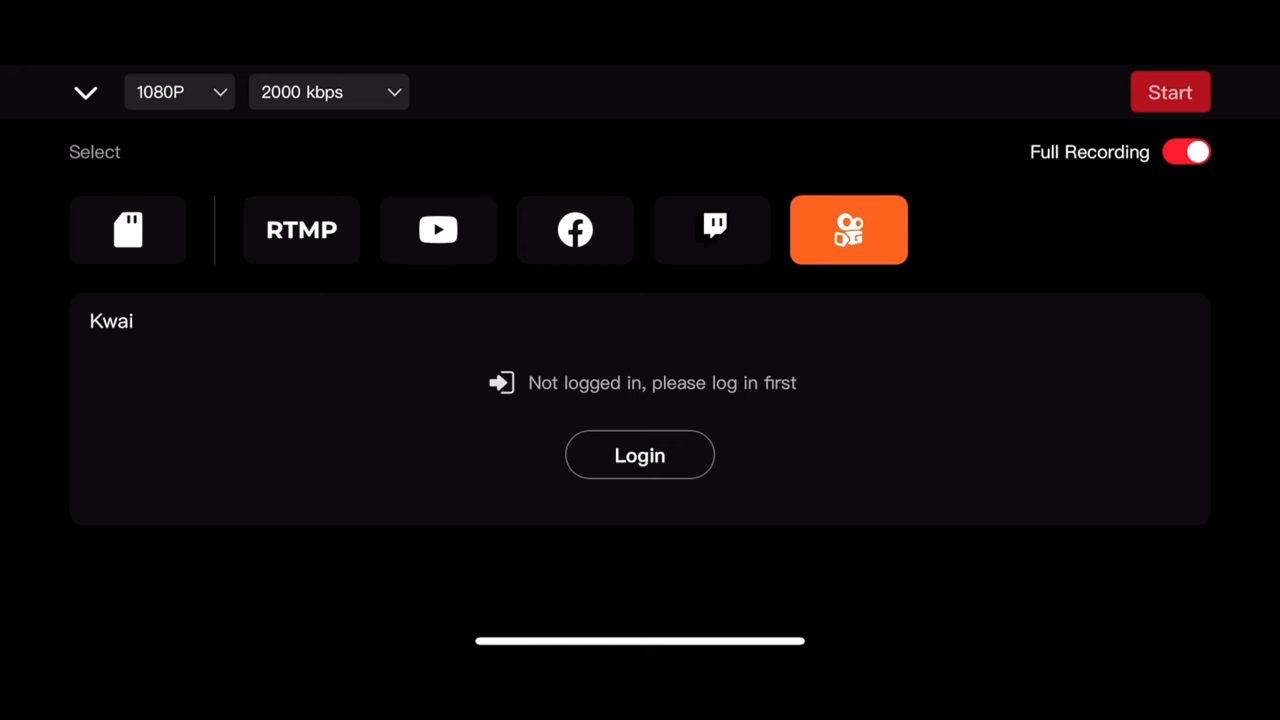 1080P
2000 kbps
Start
Select
Full Recording
RTMP
Kwai
Not logged in, please log in first
Login